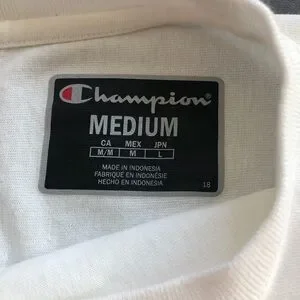 Champion
MEDIUM
CA MEX JPN
M/M M L
MADE IN INDONESIA
FABRIQUÉ EN INDONÉSIE
HECHO EN INDONESIA
18